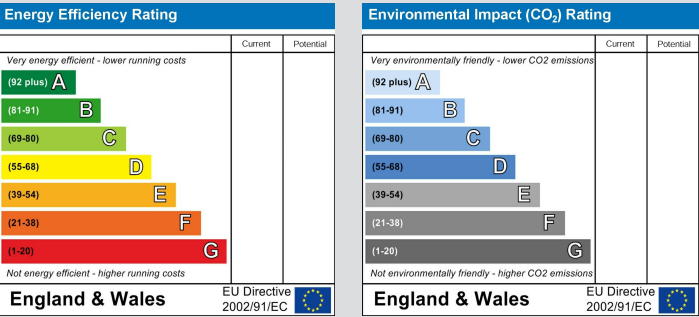 Energy Efficiency Rating
Current Potential
Very energy efficient - lower running costs
(92 plus) A
(81-91) B
(69-80) C
(55-68) D
(39-54) E
(21-38) F
(1-20) G
Not energy efficient - higher running costs
England & Wales
EU Directive
2002/91/EC
Environmental Impact (CO₂) Rating
Current Potential
Very environmentally friendly - lower CO2 emissions
(92 plus) A
(81-91) B
(69-80) C
(55-68) D
(39-54) E
(21-38) F
(1-20) G
Not environmentally friendly - higher CO2 emissions
England & Wales
EU Directive
2002/91/EC